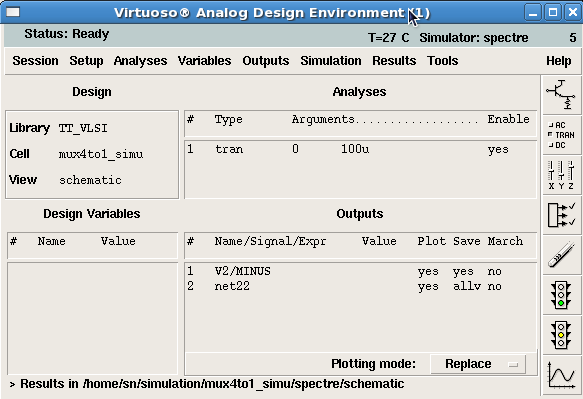 Virtuoso® Analog Design Environment (1)
Status: Ready
T=27 C Simulator: spectre 5
Session Setup Analyses Variables Outputs Simulation Results Tools Help
Design
Analyses
Library TT_VLSI
Cell mux4to1_simu
View schematic
# Type Arguments................... Enable
1 tran 0 100u yes
AC
TRAN
DC
X Y Z
Design Variables
Outputs
# Name Value
# Name/Signal/Expr Value Plot Save March
1 V2/MINUS yes yes no
2 net22 yes allv no
Plotting mode: Replace
> Results in /home/sn/simulation/mux4to1_simu/spectre/schematic